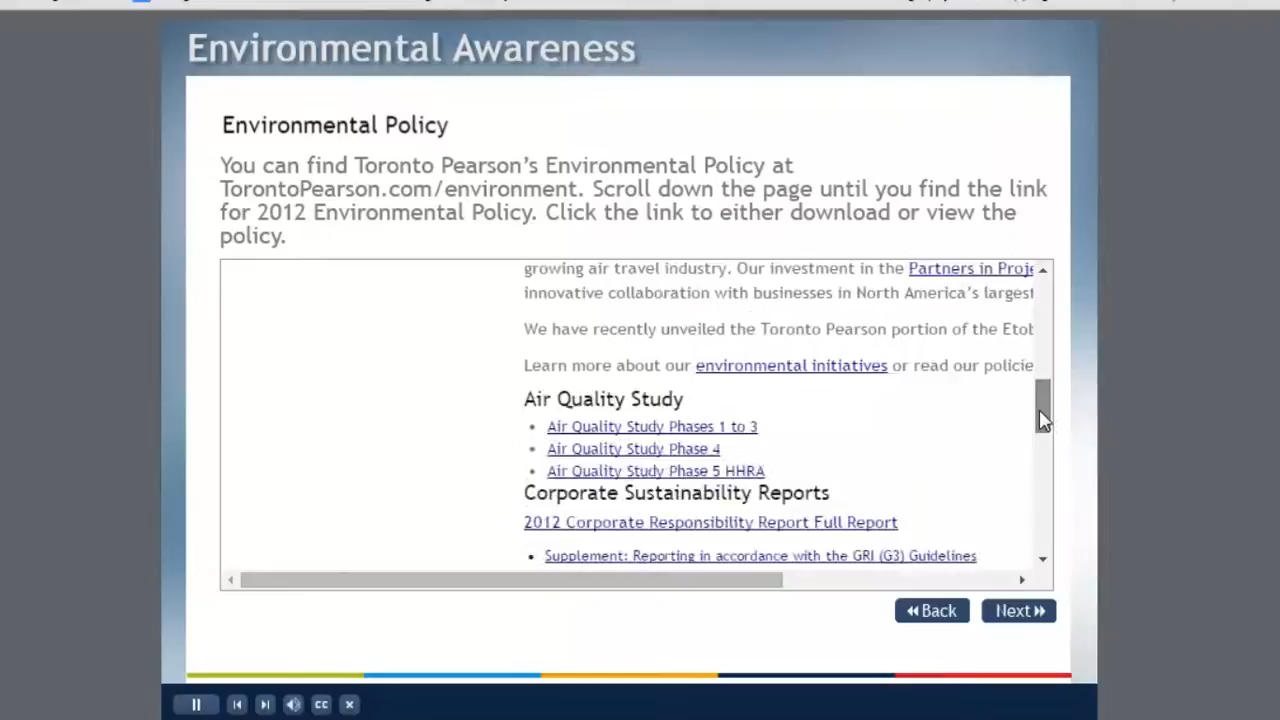 Environmental Awareness
Environmental Policy
You can find Toronto Pearson's Environmental Policy at
TorontoPearson.com/environment. Scroll down the page until you find the link
for 2012 Environmental Policy. Click the link to either download or view the
policy.
growing air travel industry. Our investment in the Partners in Proje
innovative collaboration with businesses in North America's largest
We have recently unveiled the Toronto Pearson portion of the Etob
Learn more about our environmental initiatives or read our policie
Air Quality Study
• Air Quality Study Phases 1 to 3
• Air Quality Study Phase 4
• Air Quality Study Phase 5 HHRA
Corporate Sustainability Reports
2012 Corporate Responsibility Report Full Report
• Supplement: Reporting in accordance with the GRI (G3) Guidelines
Back Next
CC